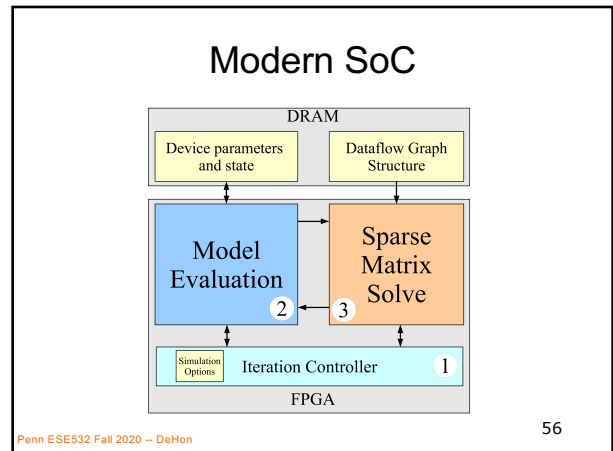 Modern SoC
DRAM
Device parameters
and state
Dataflow Graph
Structure
Model
Evaluation
2
Sparse
Matrix
Solve
3
Simulation
Options
Iteration Controller
1
FPGA
Penn ESE532 Fall 2020 -- DeHon
56